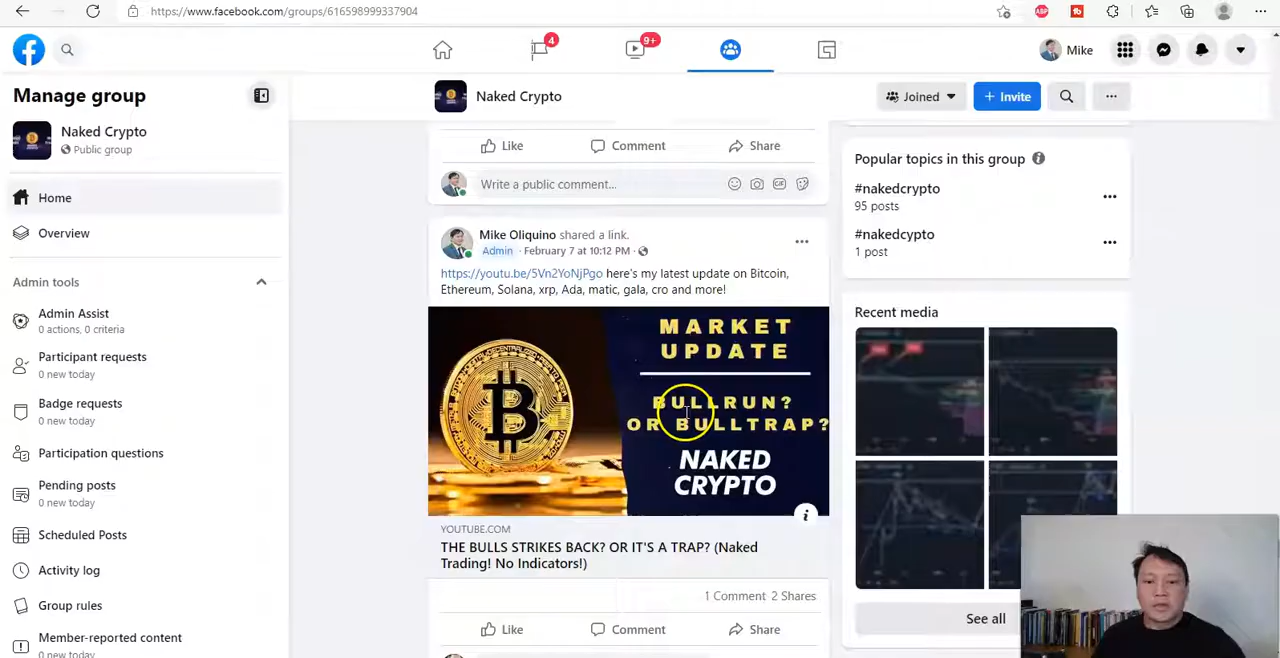 https://www.facebook.com/groups/616598999337904
ABP
4
9+
Mike
Manage group
Naked Crypto
Public group
Home
Overview
Admin tools
Admin Assist
0 actions, 0 criteria
Participant requests
0 new today
Badge requests
0 new today
Participation questions
Pending posts
0 new today
Scheduled Posts
Activity log
Group rules
Member-reported content
0 new today
Naked Crypto
Joined
+ Invite
Like
Comment
Share
Write a public comment...
Mike Oliquino shared a link.
Admin · February 7 at 10:12 PM ·
https://youtu.be/5Vn2YoNjPgo here's my latest update on Bitcoin,
Ethereum, Solana, xrp, Ada, matic, gala, cro and more!
MARKET
UPDATE
BULLRUN?
OR BULLTRAP?
NAKED
CRYPTO
YOUTUBE.COM
THE BULLS STRIKES BACK? OR IT'S A TRAP? (Naked
Trading! No Indicators!)
1 Comment 2 Shares
Like
Comment
Share
Popular topics in this group
#nakedcrypto
95 posts
#nakedcypto
1 post
Recent media
See all